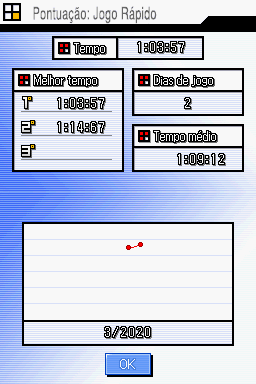 Pontuação: Jogo Rápido
Tempo 1:03:57
Melhor tempo
1º 1:03:57
2º 1:14:67
3º
Dias de jogo
2
Tempo médio
1:09:12
3/2020
OK